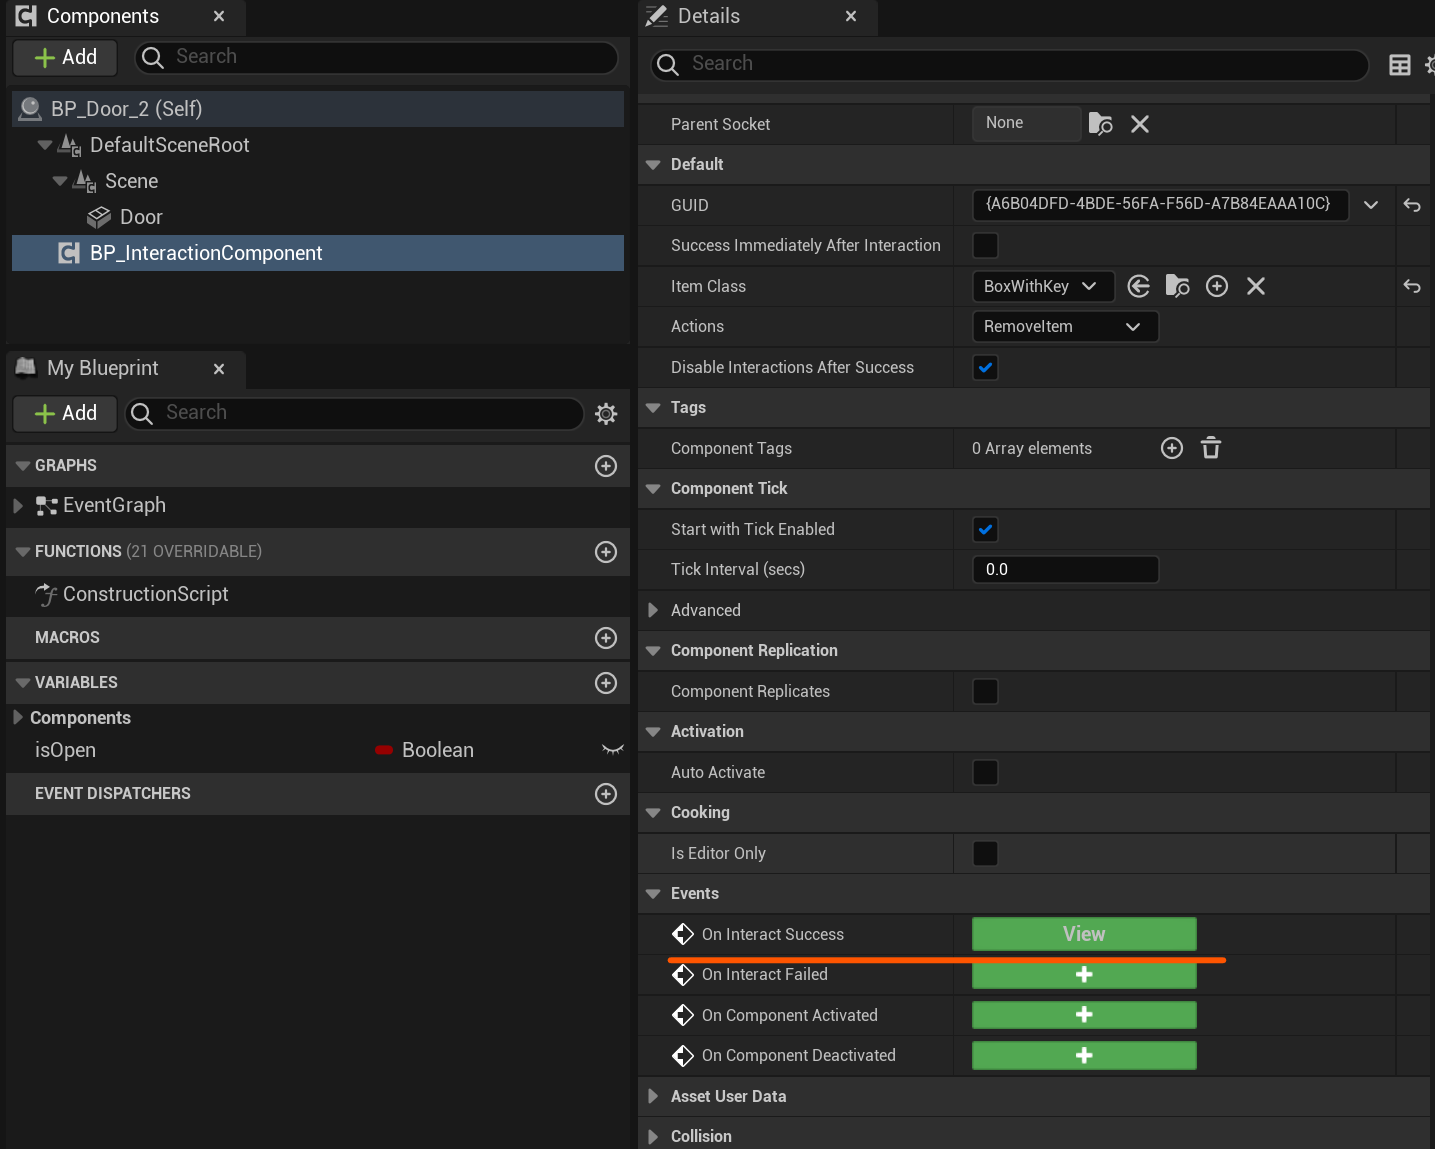 Components
Add
Search
BP_Door_2 (Self)
DefaultSceneRoot
Scene
Door
BP_InteractionComponent
My Blueprint
Add
Search
GRAPHS
EventGraph
FUNCTIONS (21 OVERRIDABLE)
ConstructionScript
MACROS
VARIABLES
Components
isOpen Boolean
EVENT DISPATCHERS
Details
Search
Parent Socket None
Default
GUID {A6B04DFD-4BDE-56FA-F56D-A7B84EAAA10C}
Success Immediately After Interaction
Item Class BoxWithKey
Actions RemoveItem
Disable Interactions After Success
Tags
Component Tags 0 Array elements
Component Tick
Start with Tick Enabled
Tick Interval (secs) 0.0
Advanced
Component Replication
Component Replicates
Activation
Auto Activate
Cooking
Is Editor Only
Events
On Interact Success View
On Interact Failed
On Component Activated
On Component Deactivated
Asset User Data
Collision